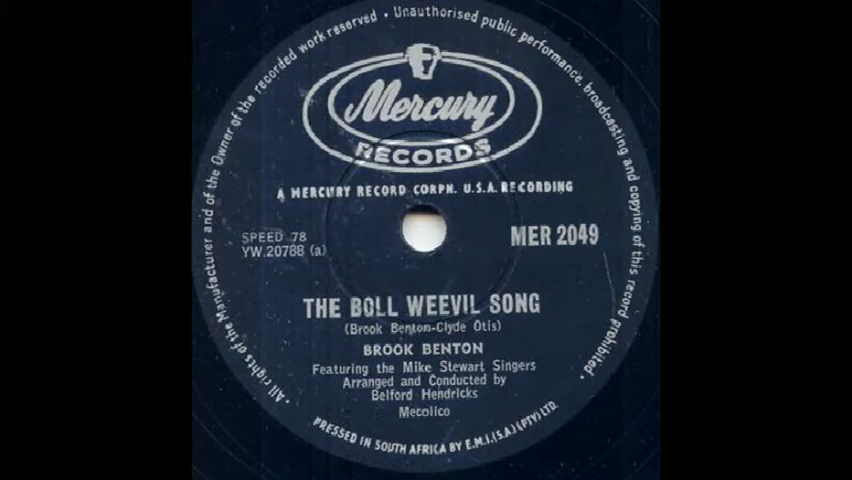 · All rights of the Manufacturer and of the Owner of the recorded work reserved · Unauthorised public performance, broadcasting and copying of this record prohibited ·
Mercury
RECORDS
A MERCURY RECORD CORPN. U.S.A. RECORDING
SPEED 78
YW.20788 (a)
MER 2049
THE BOLL WEEVIL SONG
(Brook Benton-Clyde Otis)
BROOK BENTON
Featuring the Mike Stewart Singers
Arranged and Conducted by
Belford Hendricks
Mecolico
PRESSED IN SOUTH AFRICA BY E.M.I.(S.A.) (PTY) LTD.